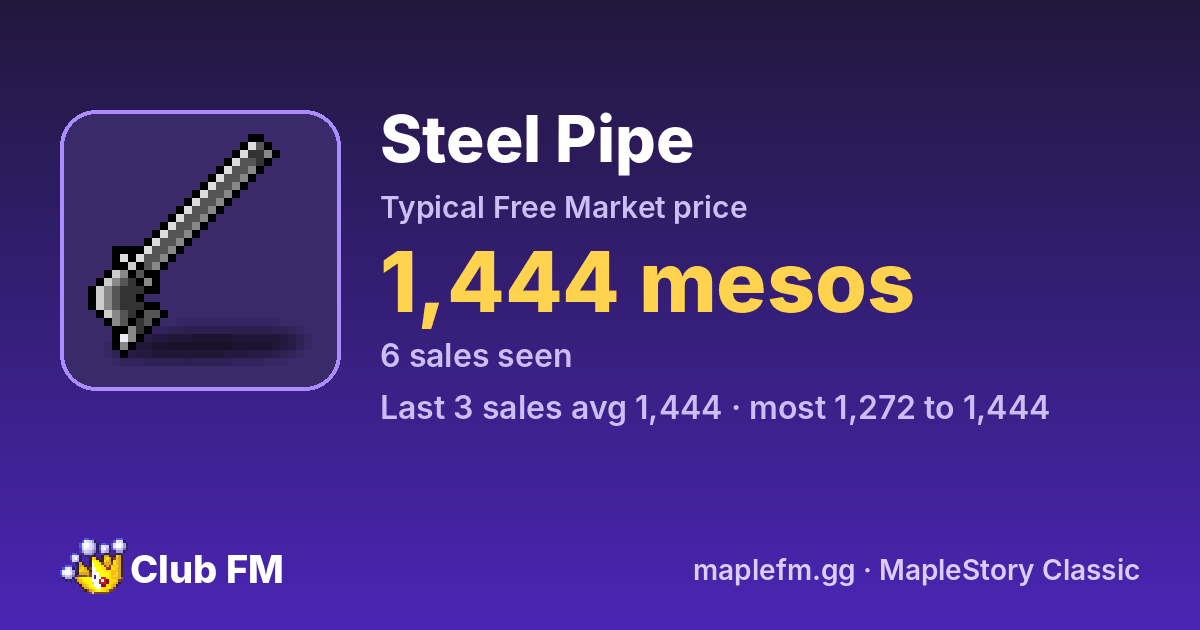 Steel Pipe
Typical Free Market price
1,444 mesos
6 sales seen
Last 3 sales avg 1,444 · most 1,272 to 1,444
Club FM
maplefm.gg · MapleStory Classic